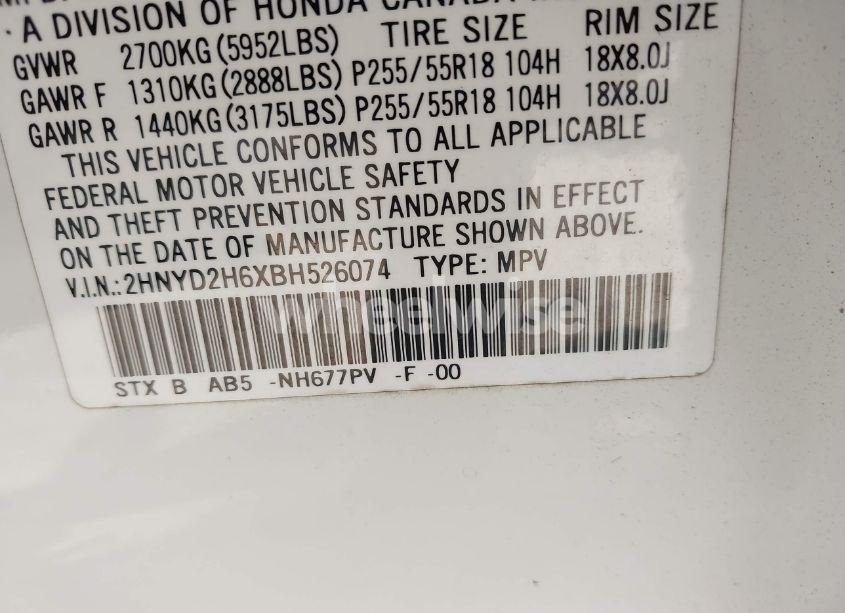 · A DIVISION OF HONDA CANADA
GVWR 2700KG (5952LBS) TIRE SIZE RIM SIZE
GAWR F 1310KG (2888LBS) P255/55R18 104H 18X8.0J
GAWR R 1440KG (3175LBS) P255/55R18 104H 18X8.0J
THIS VEHICLE CONFORMS TO ALL APPLICABLE
FEDERAL MOTOR VEHICLE SAFETY
AND THEFT PREVENTION STANDARDS IN EFFECT
ON THE DATE OF MANUFACTURE SHOWN ABOVE.
V.I.N.: 2HNYD2H6XBH526074 TYPE: MPV
wheelwise
STX B AB5 -NH677PV -F -00